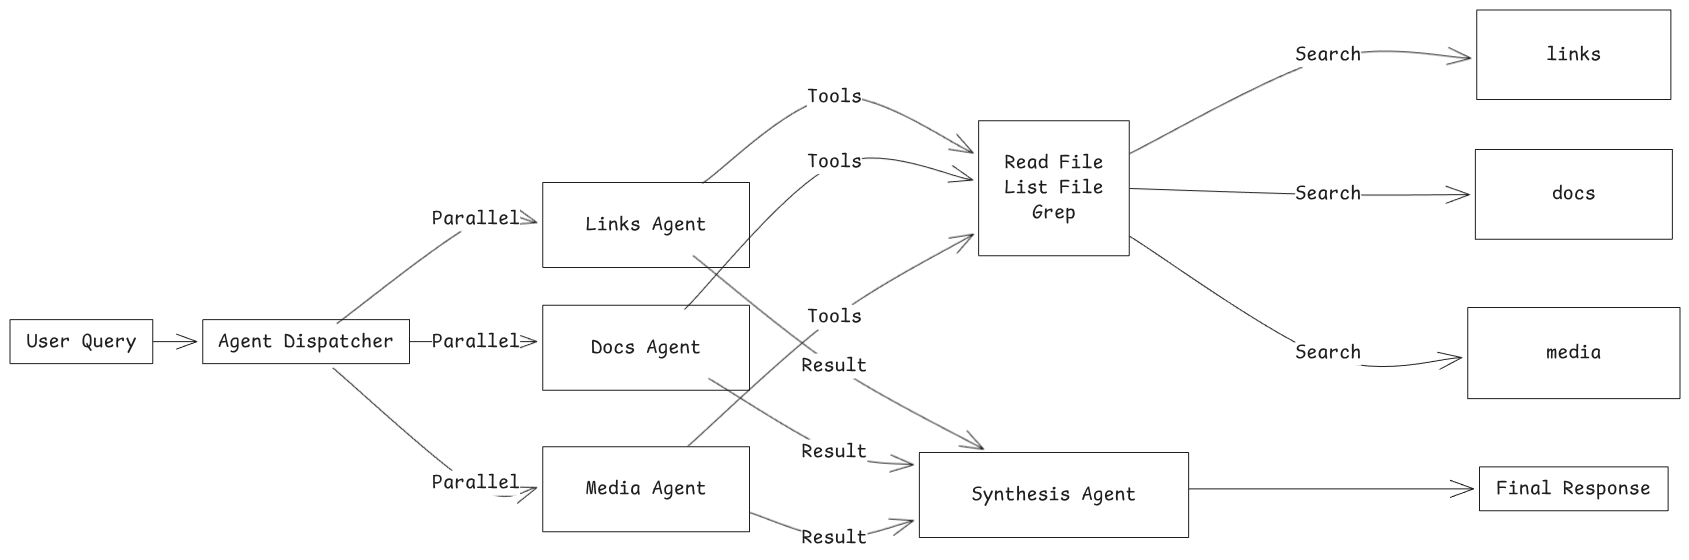 links
Search
Tools
Tools
Read File
List File
Grep
Search
docs
Parallel
Links Agent
Tools
User Query
Agent Dispatcher
Parallel
Docs Agent
Result
Search
media
Result
Parallel
Media Agent
Synthesis Agent
Final Response
Result